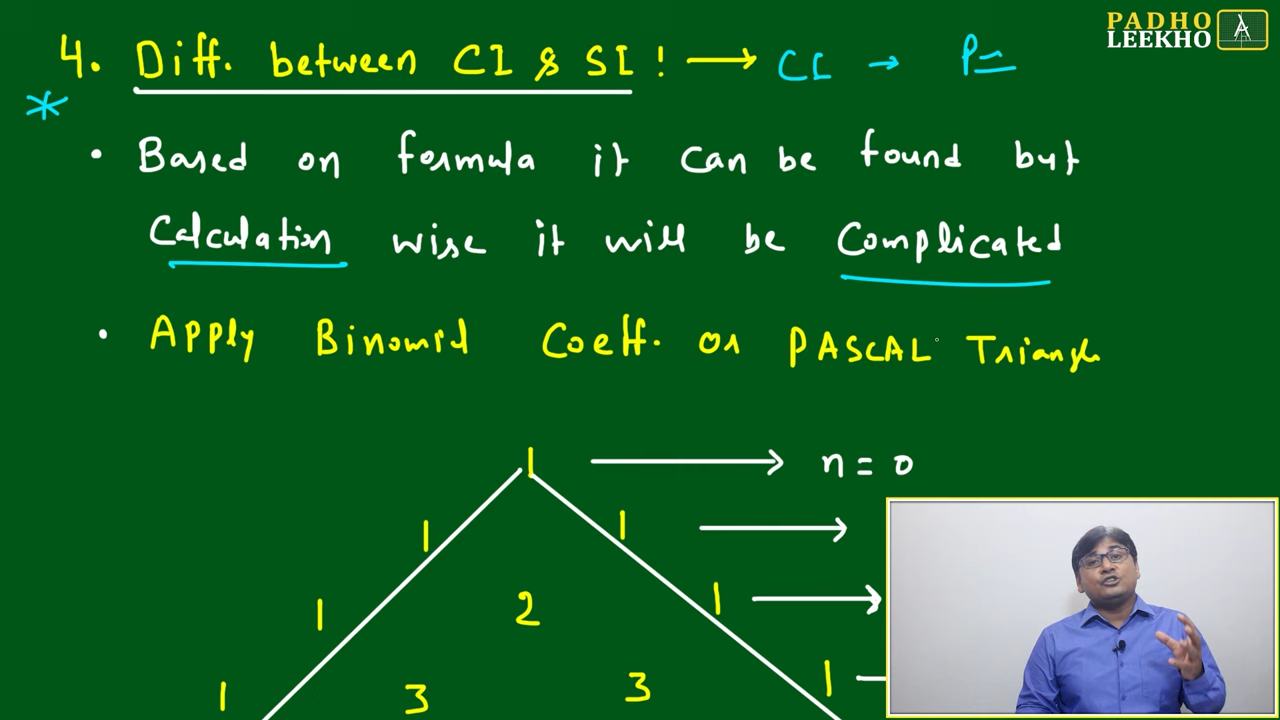 PADHO
LEEKHO
4. Diff. between CI & SI ! → CI → P
*
• Based on formula it can be found but
Calculation wise it will be Complicated
• Apply Binomial Coeff. or PASCAL Triangle
1 → n = 0
1 1 →
1 2 1 →
1 3 3 1